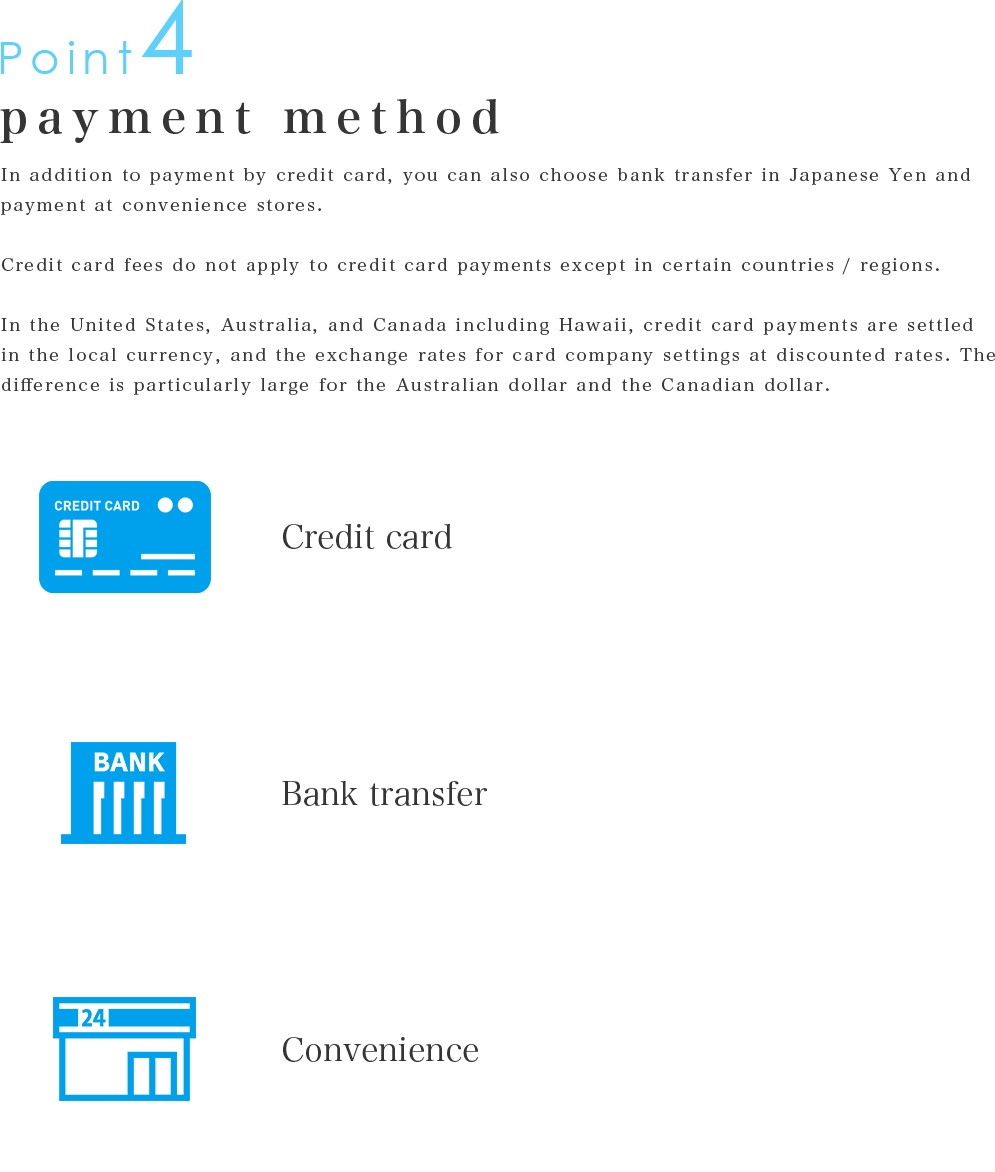 Point 4
payment method
In addition to payment by credit card, you can also choose bank transfer in Japanese Yen and
payment at convenience stores.
Credit card fees do not apply to credit card payments except in certain countries / regions.
In the United States, Australia, and Canada including Hawaii, credit card payments are settled
in the local currency, and the exchange rates for card company settings at discounted rates. The
difference is particularly large for the Australian dollar and the Canadian dollar.
CREDIT CARD
Credit card
BANK
Bank transfer
24
Convenience